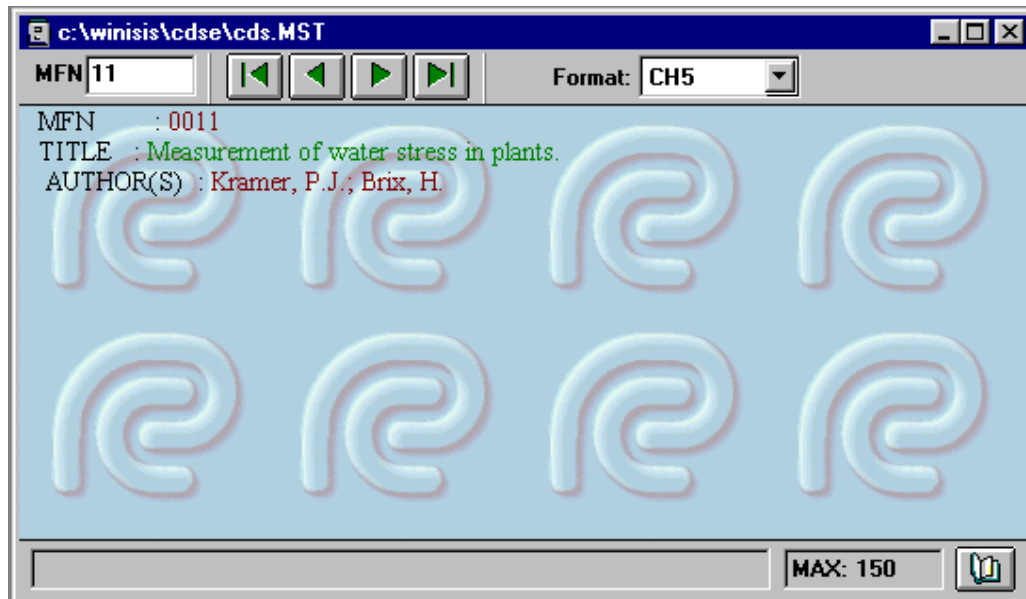 c:\winisis\cdse\cds.MST
MFN 11 Format: CH5
MFN : 0011
TITLE : Measurement of water stress in plants.
AUTHOR(S) : Kramer, P.J.; Brix, H.
MAX: 150